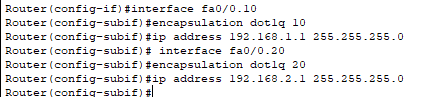 Router(config-if)#interface fa0/0.10
Router(config-subif)#encapsulation dot1q 10
Router(config-subif)#ip address 192.168.1.1 255.255.255.0
Router(config-subif)# interface fa0/0.20
Router(config-subif)#encapsulation dot1q 20
Router(config-subif)#ip address 192.168.2.1 255.255.255.0
Router(config-subif)#